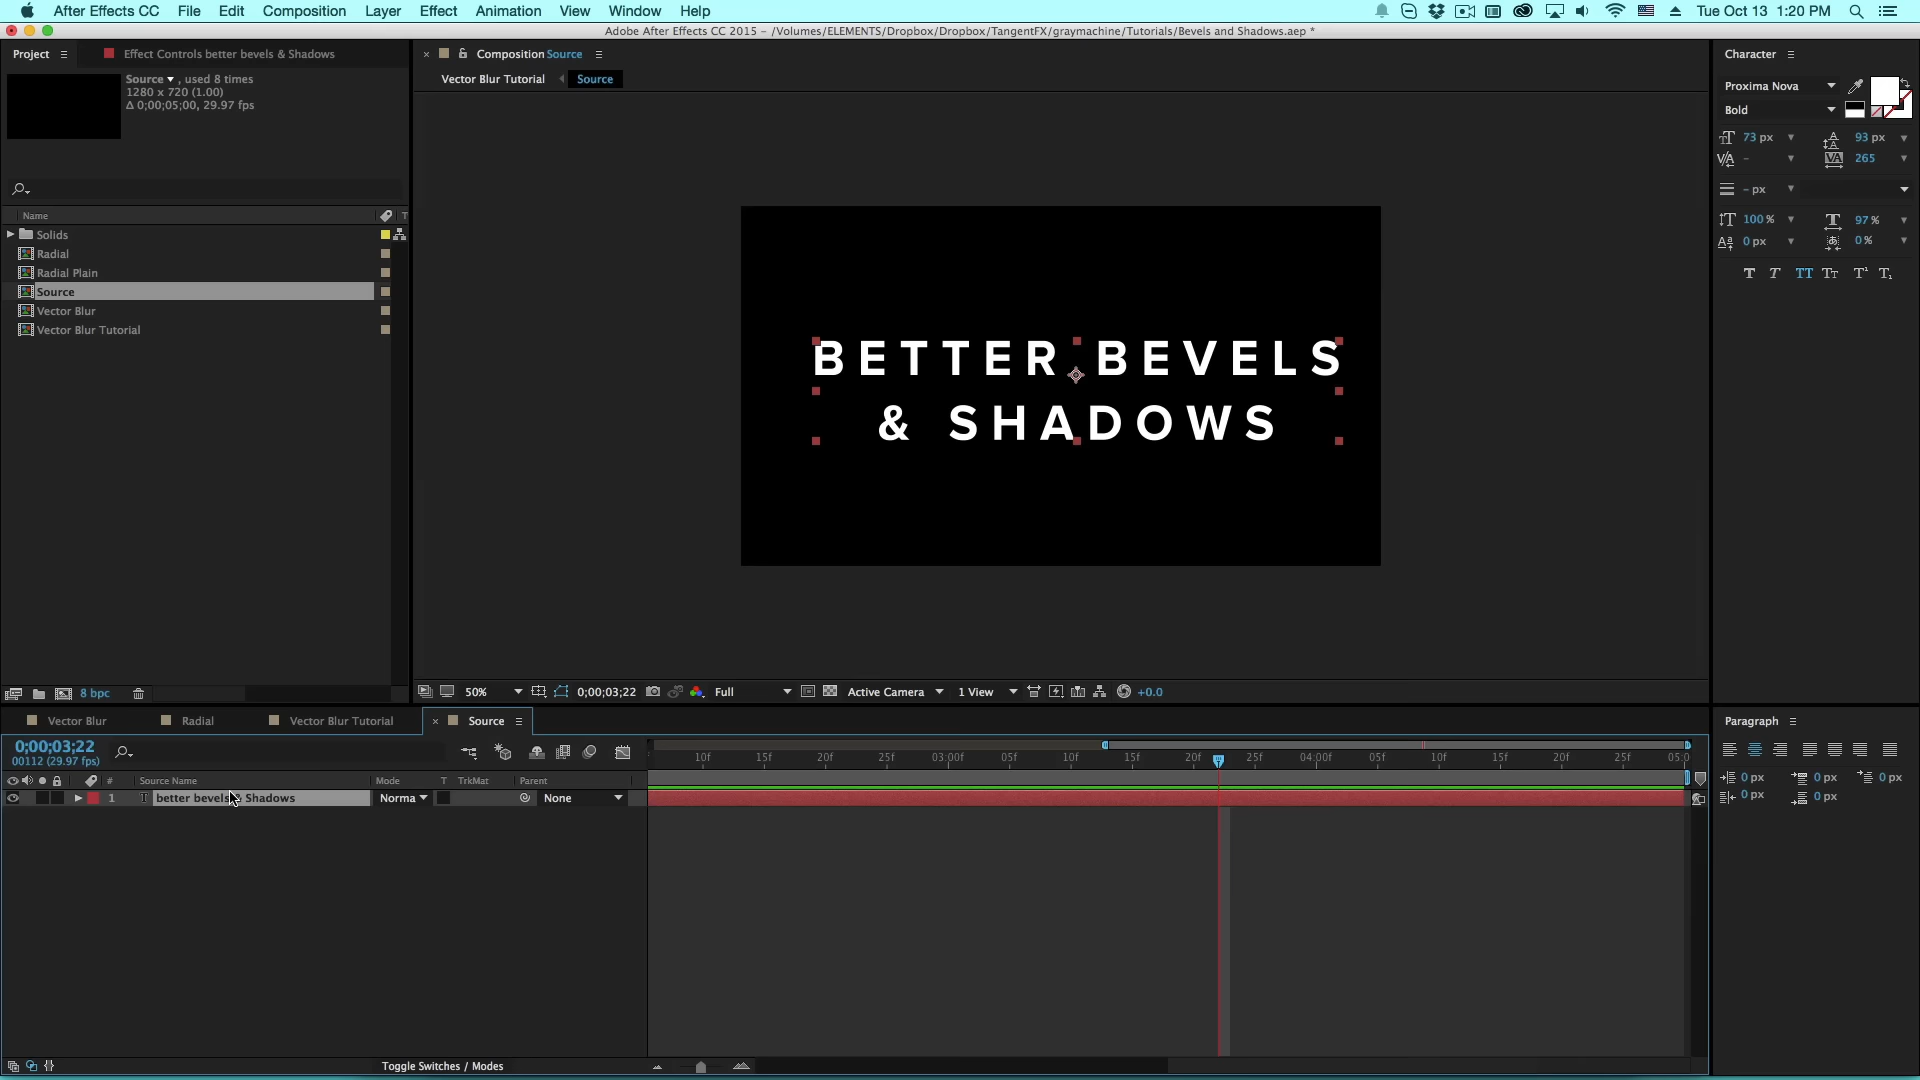 After Effects CC File Edit Composition Layer Effect Animation View Window Help Tue Oct 13 1:20 PM
Adobe After Effects CC 2015 - /Volumes/ELEMENTS/Dropbox/Dropbox/TangentFX/graymachine/Tutorials/Bevels and Shadows.aep *
Project Effect Controls better bevels & Shadows
Composition Source
Character
Source ▾ , used 8 times
1280 x 720 (1.00)
Δ 0;00;05;00, 29.97 fps
Vector Blur Tutorial Source
Proxima Nova
Bold
73 px 93 px
- 265
- px
100 % 97 %
0 px 0 %
Name T
Solids
Radial
Radial Plain
Source
Vector Blur
Vector Blur Tutorial
BETTER BEVELS
& SHADOWS
8 bpc
50% 0;00;03;22 Full Active Camera 1 View +0.0
Vector Blur Radial Vector Blur Tutorial Source
Paragraph
0;00;03;22
00112 (29.97 fps)
10f 15f 20f 25f 03:00f 05f 10f 15f 20f 25f 04:00f 05f 10f 15f 20f 25f 05:0
# Source Name Mode T TrkMat Parent
1 T better bevels & Shadows Norma None
0 px 0 px 0 px
0 px 0 px
Toggle Switches / Modes